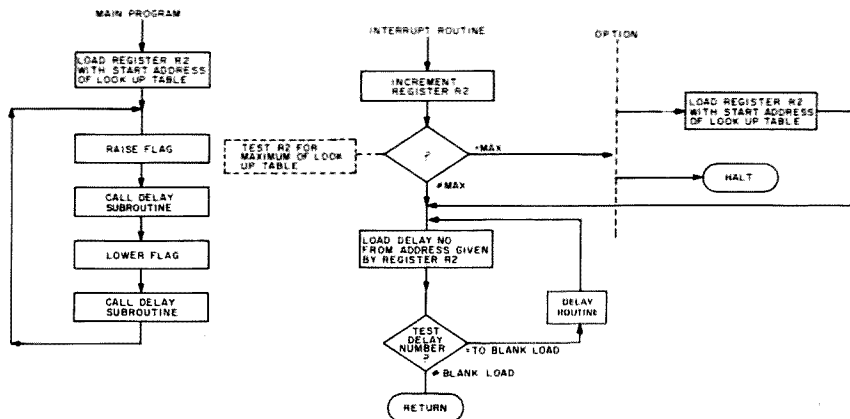 MAIN PROGRAM
LOAD REGISTER R2
WITH START ADDRESS
OF LOOK UP TABLE
RAISE FLAG
CALL DELAY
SUBROUTINE
LOWER FLAG
CALL DELAY
SUBROUTINE
INTERRUPT ROUTINE
INCREMENT
REGISTER R2
TEST R2 FOR
MAXIMUM OF LOOK
UP TABLE
?
=MAX
≠MAX
LOAD DELAY NO
FROM ADDRESS GIVEN
BY REGISTER R2
TEST
DELAY
NUMBER
?
=TO BLANK LOAD
≠ BLANK LOAD
RETURN
DELAY
ROUTINE
OPTION
LOAD REGISTER R2
WITH START ADDRESS
OF LOOK UP TABLE
HALT